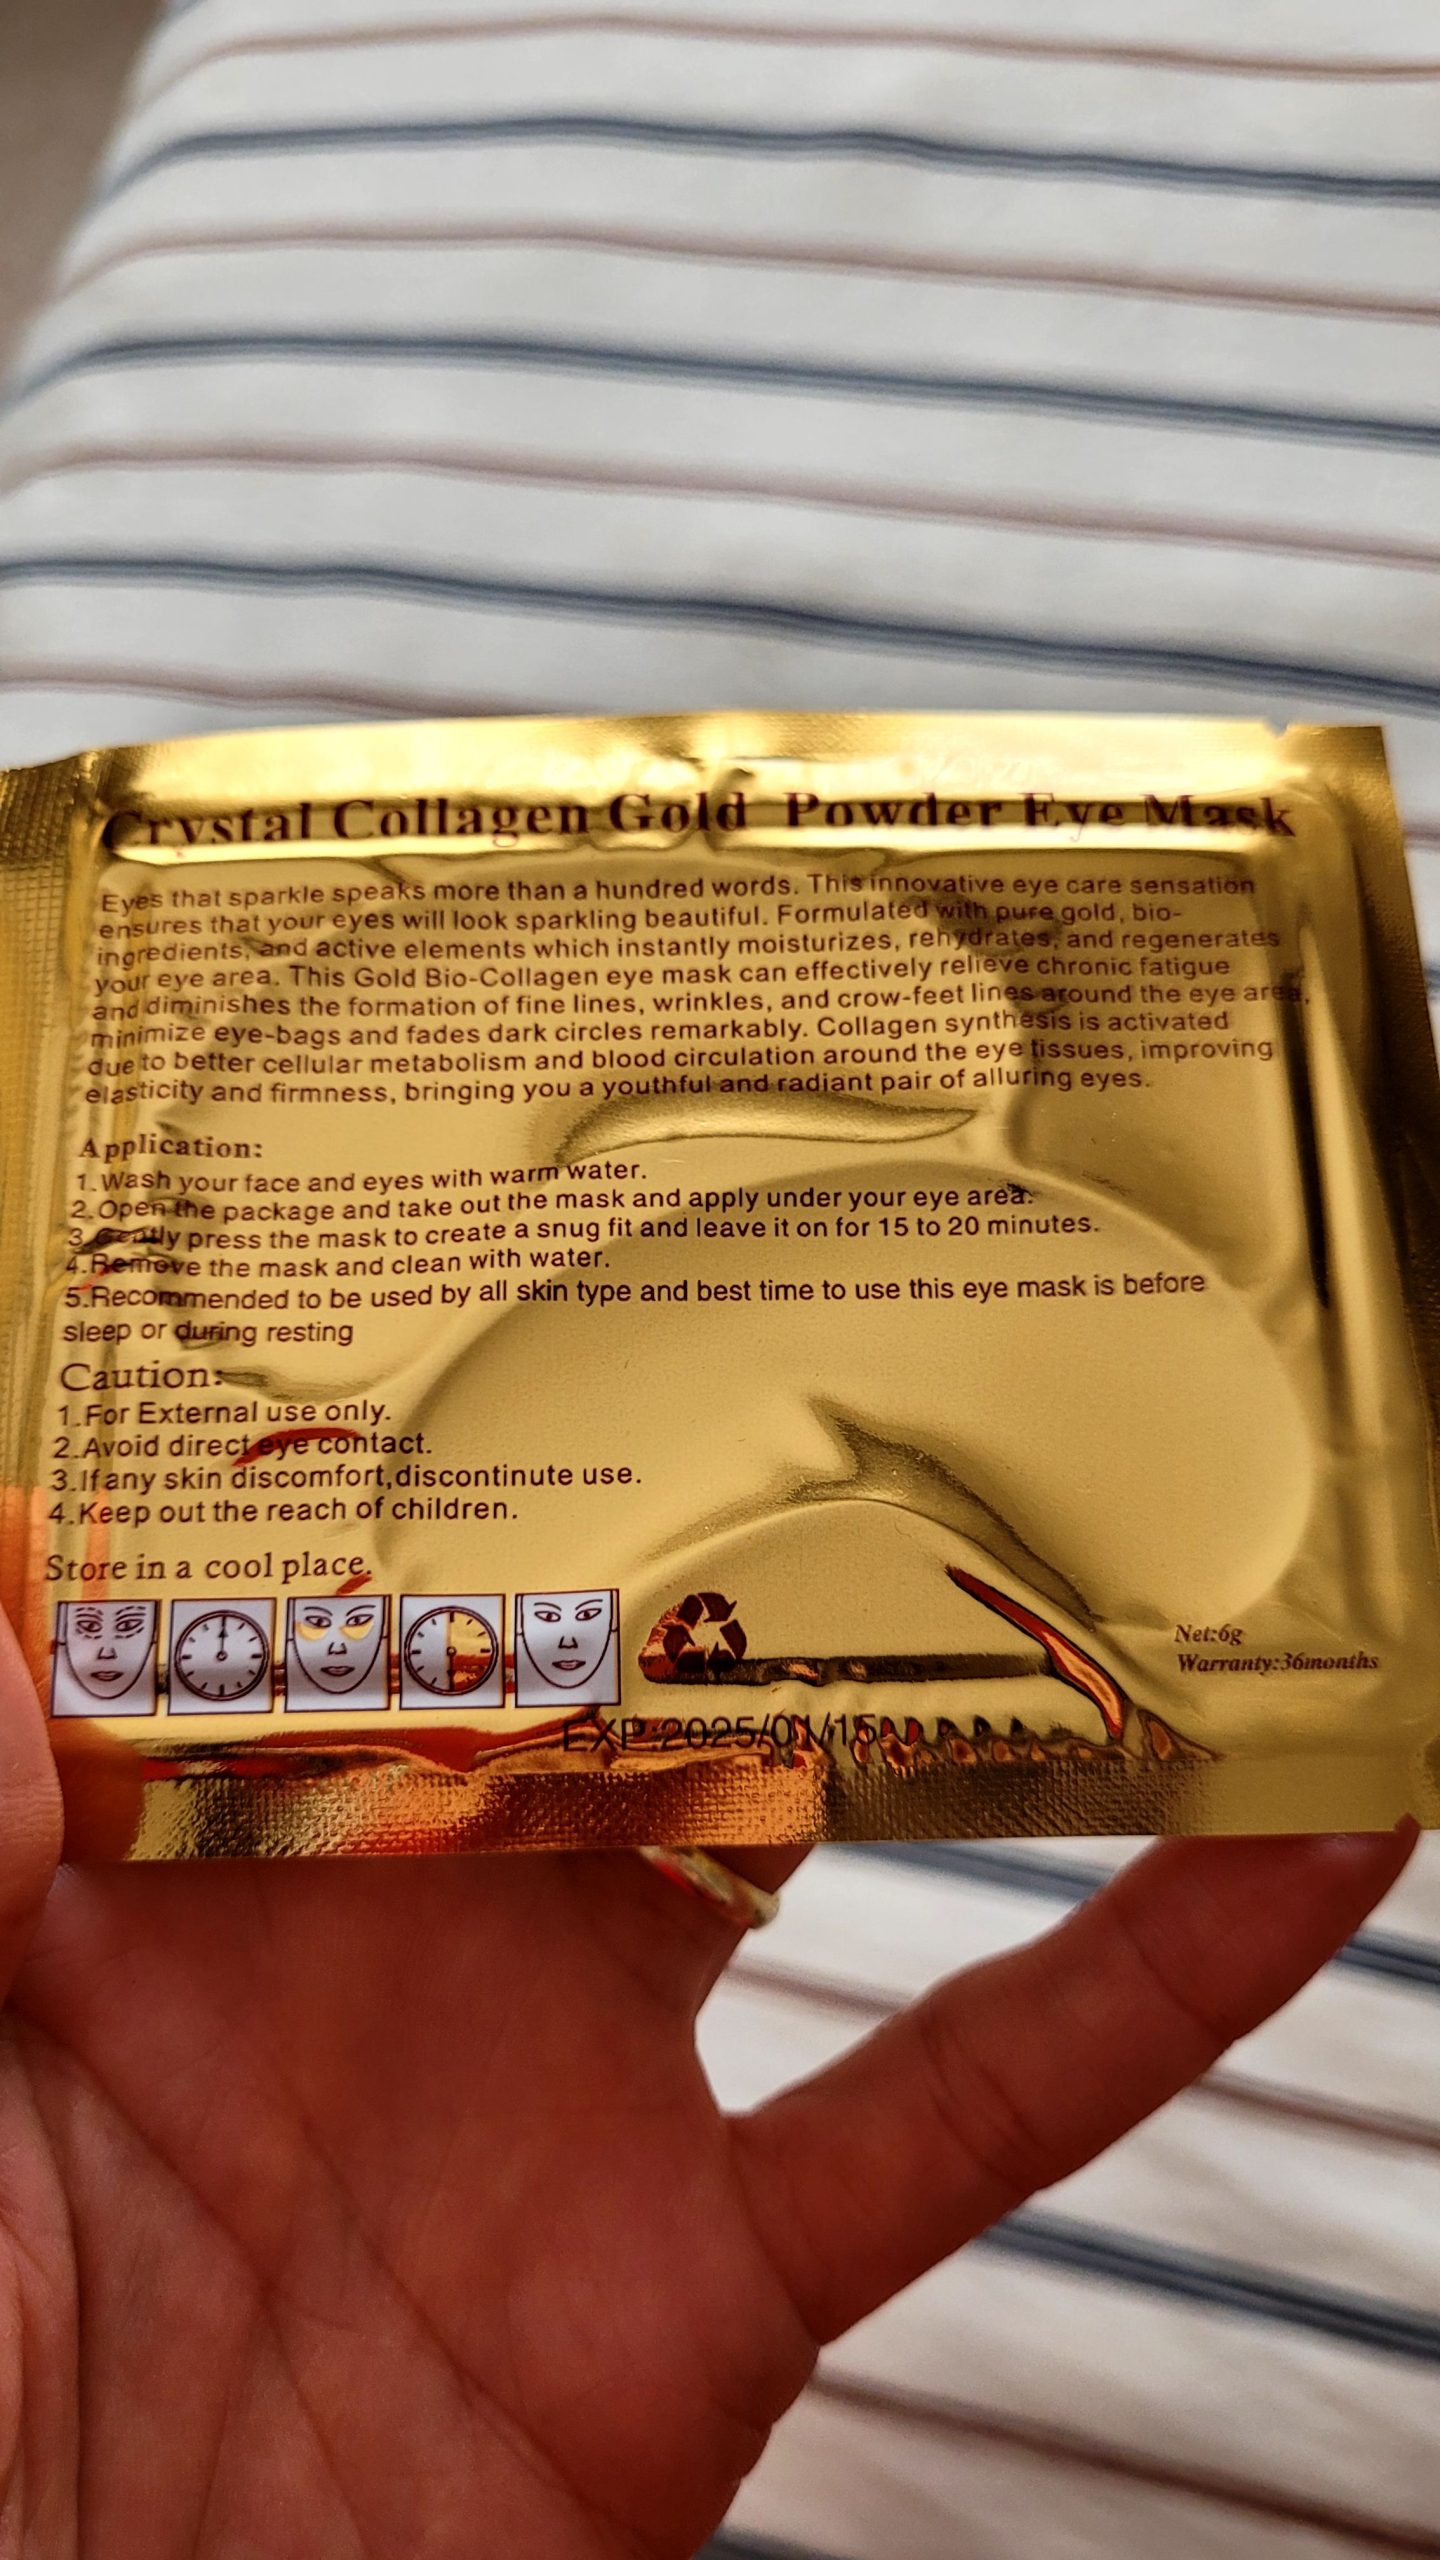 Crystal Collagen Gold Powder Eye Mask
Eyes that sparkle speaks more than a hundred words. This innovative eye care sensation
ensures that your eyes will look sparkling beautiful. Formulated with pure gold, bio-
ingredients, and active elements which instantly moisturizes, rehydrates, and regenerates
your eye area. This Gold Bio-Collagen eye mask can effectively relieve chronic fatigue
and diminishes the formation of fine lines, wrinkles, and crow-feet lines around the eye area,
minimize eye-bags and fades dark circles remarkably. Collagen synthesis is activated
due to better cellular metabolism and blood circulation around the eye tissues, improving
elasticity and firmness, bringing you a youthful and radiant pair of alluring eyes.
Application:
1.Wash your face and eyes with warm water.
2.Open the package and take out the mask and apply under your eye area.
3.Gently press the mask to create a snug fit and leave it on for 15 to 20 minutes.
4.Remove the mask and clean with water.
5.Recommended to be used by all skin type and best time to use this eye mask is before
sleep or during resting
Caution:
1.For External use only.
2.Avoid direct eye contact.
3.If any skin discomfort,discontinute use.
4.Keep out the reach of children.
Store in a cool place.
Net:6g
Warranty:36months
EXP:2025/01/15